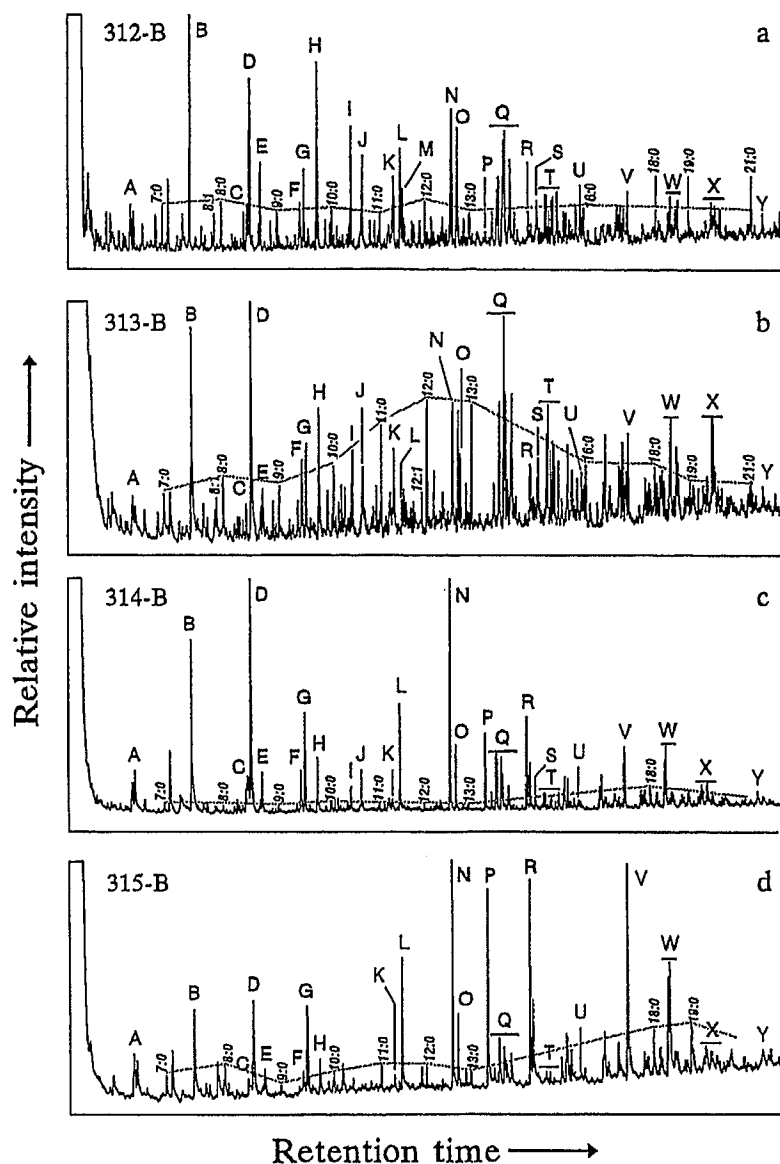 312-B
a
A
7:0
B
8:1
8:0
C
D
E
9:0
F
G
H
10:0
I
J
11:0
K
L
M
12:0
N
O
13:0
P
Q
R
S
T
U
16:0
V
18:0
W
19:0
X
21:0
Y
313-B
b
A
7:0
B
8:1
8:0
C
D
E
9:0
F
G
H
10:0
I
J
11:0
K
L
12:1
12:0
N
O
13:0
Q
R
S
T
U
16:0
V
18:0
W
19:0
X
21:0
Y
314-B
c
A
7:0
B
8:0
C
D
E
9:0
F
G
H
10:0
I
J
11:0
K
L
12:0
N
O
13:0
P
Q
R
S
T
U
V
18:0
W
X
Y
315-B
d
A
7:0
B
8:0
C
D
E
9:0
F
G
H
10:0
11:0
K
L
12:0
N
O
13:0
P
Q
R
T
U
V
18:0
W
19:0
X
Y
Relative intensity
Retention time